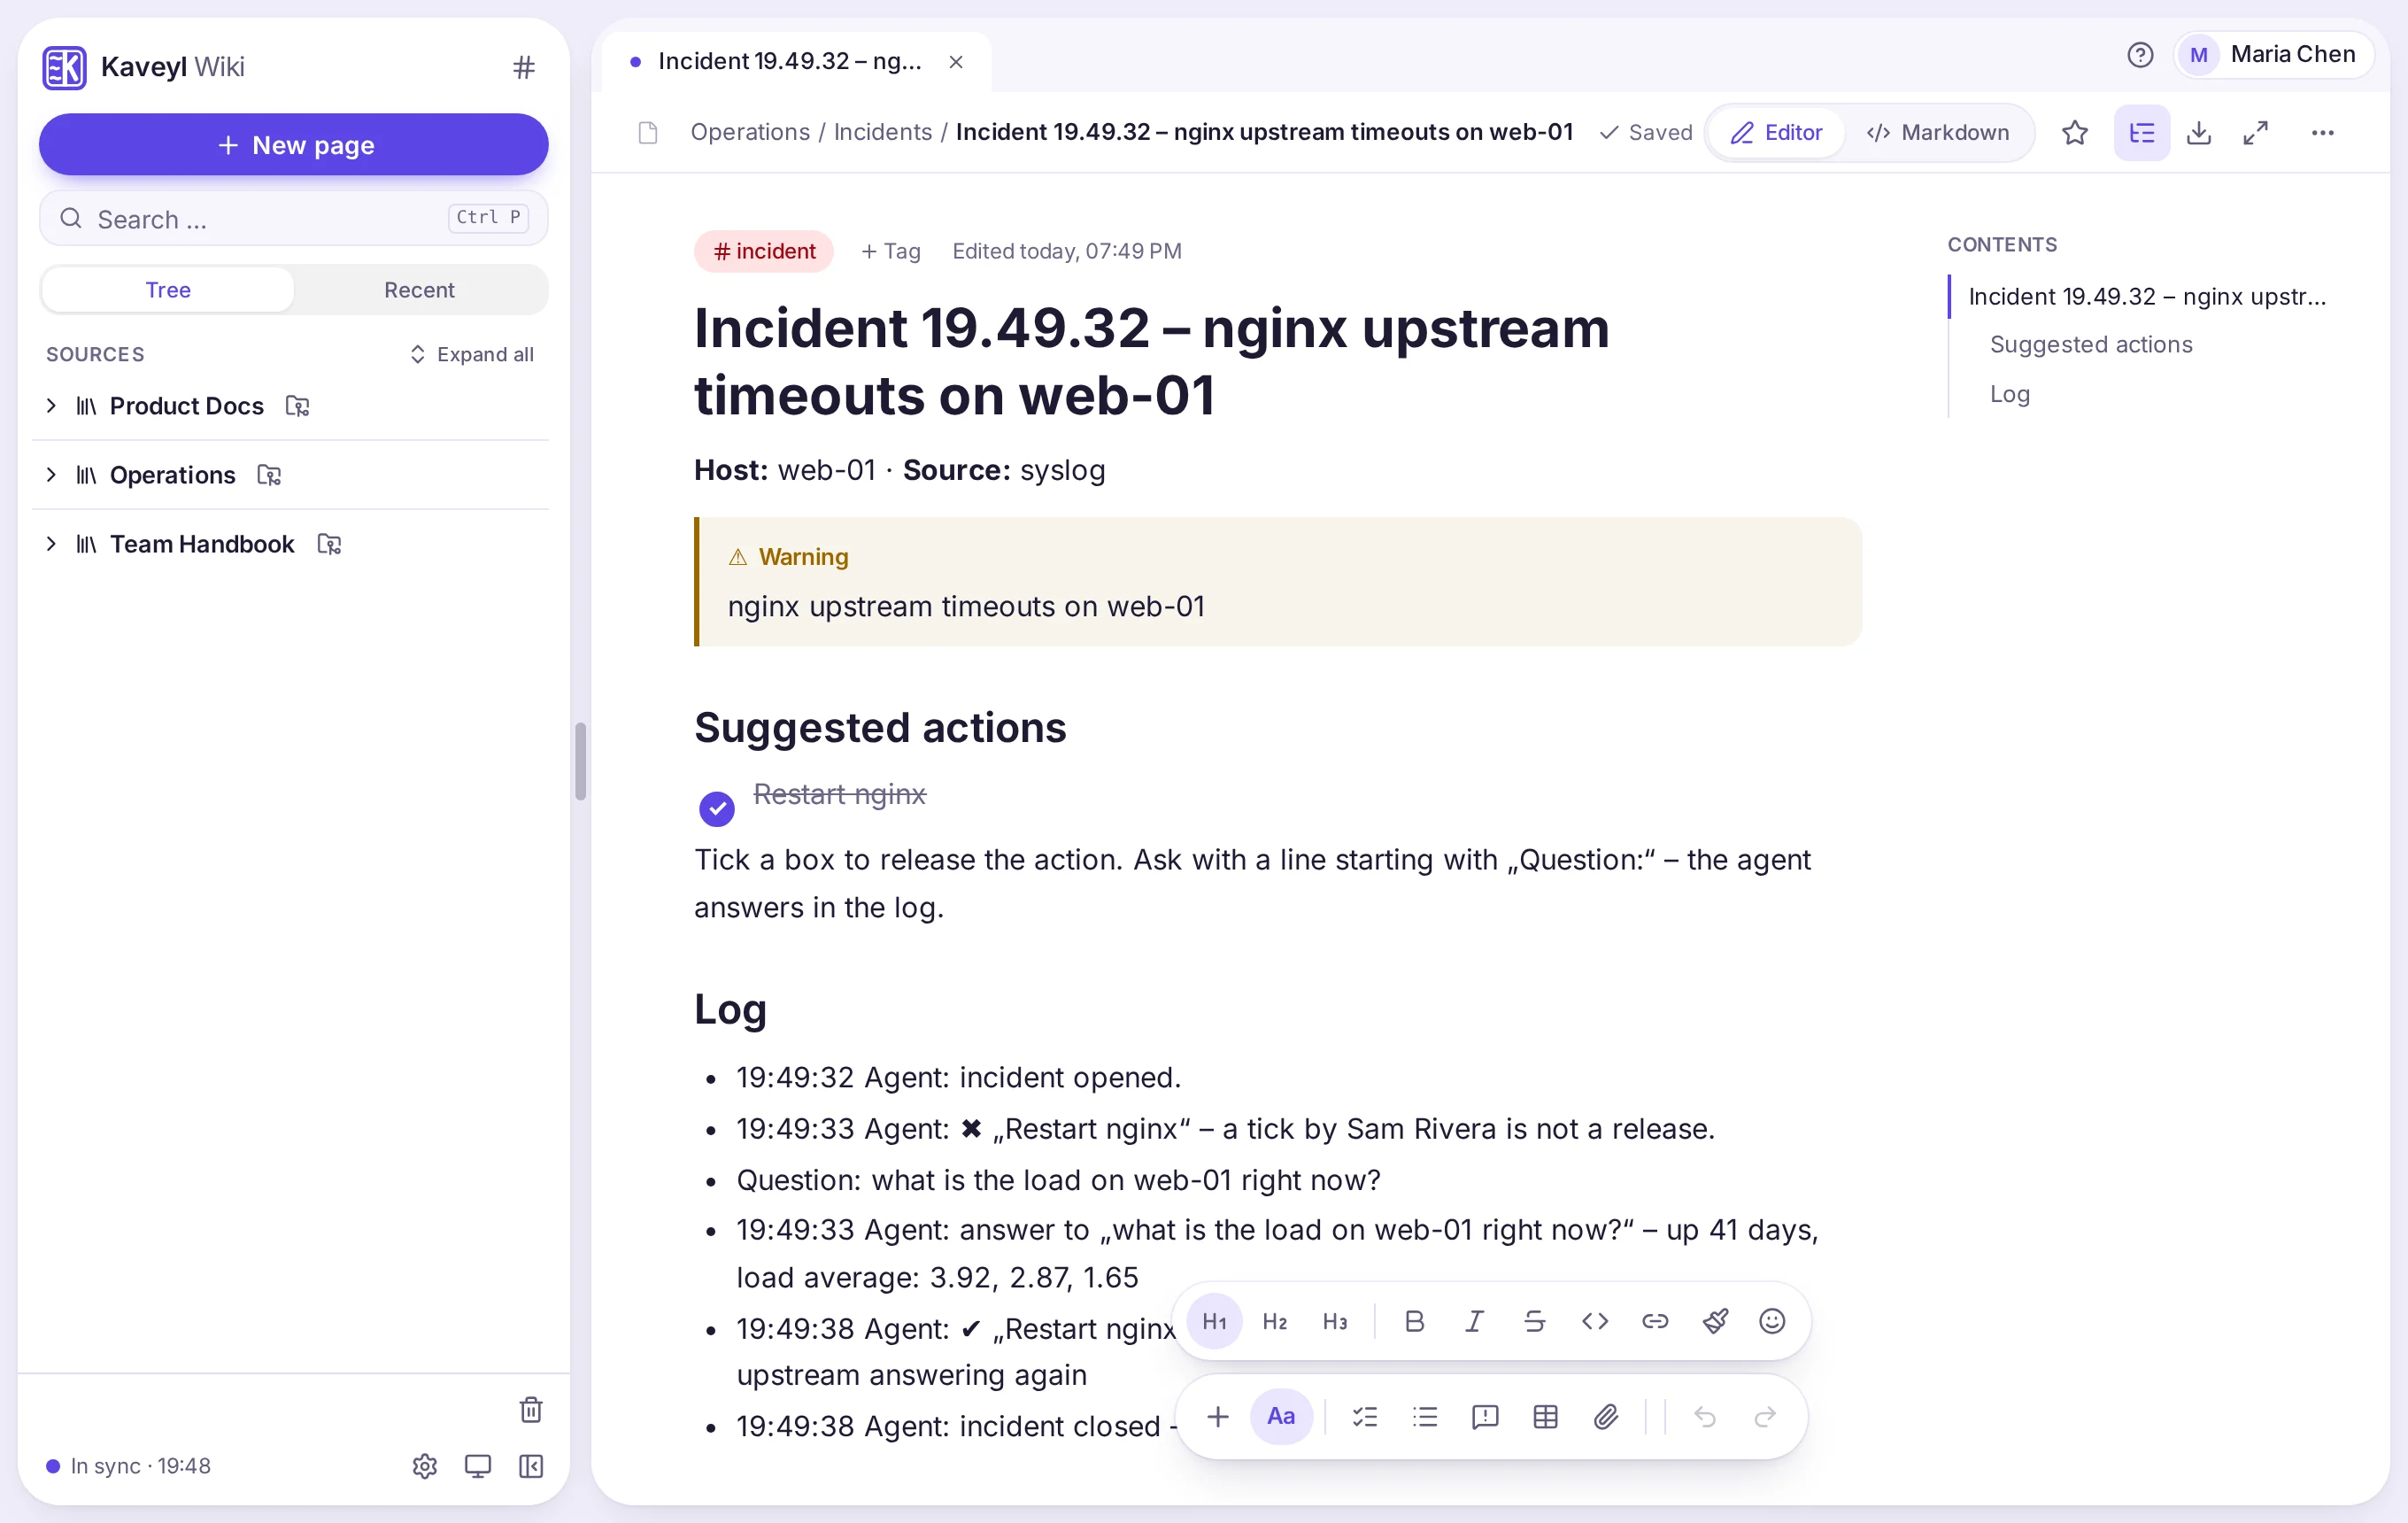 Kaveyl Wiki
New page
Search ...
Ctrl P
Tree
Recent
SOURCES
Expand all
Product Docs
Operations
Team Handbook
In sync · 19:48
Incident 19.49.32 – ng...
M
Maria Chen
Operations / Incidents / Incident 19.49.32 – nginx upstream timeouts on web-01
Saved
Editor
Markdown
# incident
+ Tag
Edited today, 07:49 PM
Incident 19.49.32 – nginx upstream
timeouts on web-01
Host: web-01 · Source: syslog
⚠ Warning
nginx upstream timeouts on web-01
Suggested actions
Restart nginx
Tick a box to release the action. Ask with a line starting with „Question:“ – the agent
answers in the log.
Log
• 19:49:32 Agent: incident opened.
• 19:49:33 Agent: ✖ „Restart nginx“ – a tick by Sam Rivera is not a release.
• Question: what is the load on web-01 right now?
• 19:49:33 Agent: answer to „what is the load on web-01 right now?“ – up 41 days,
load average: 3.92, 2.87, 1.65
• 19:49:38 Agent: ✔ „Restart nginx
upstream answering again
• 19:49:38 Agent: incident closed
H1 H2 H3
Aa
CONTENTS
Incident 19.49.32 – nginx upstr...
Suggested actions
Log